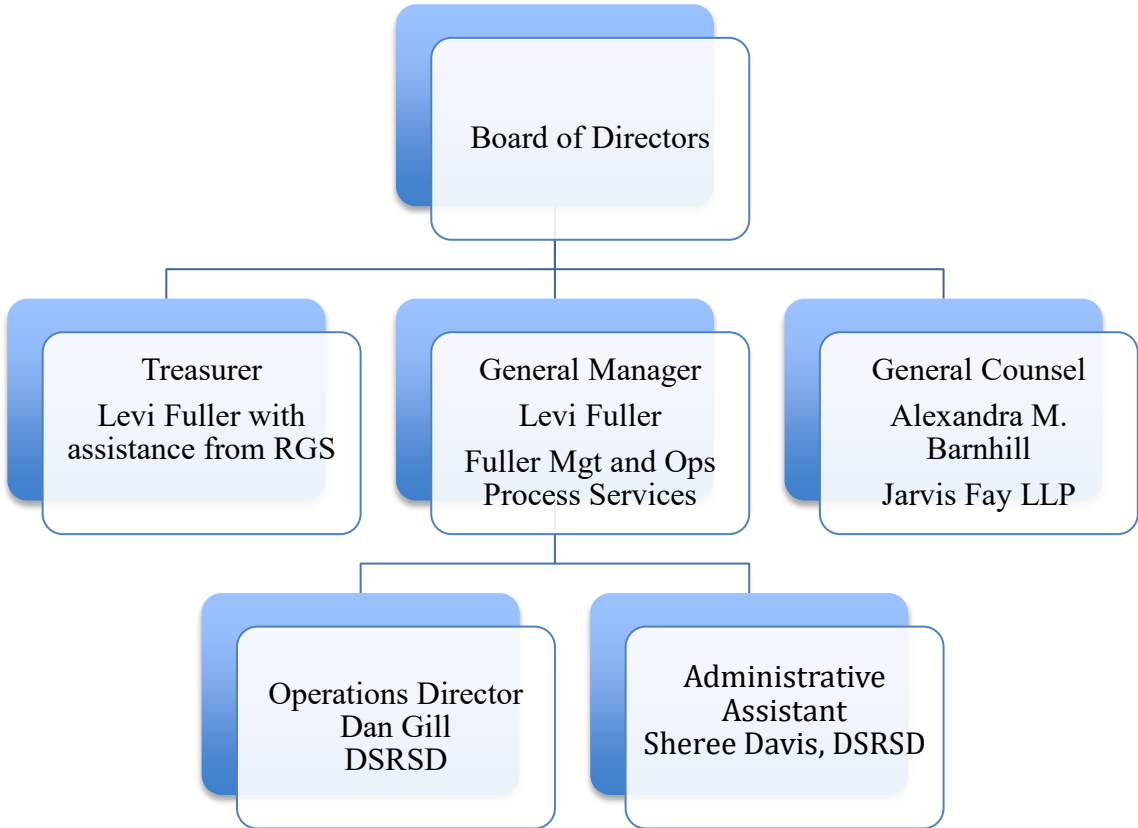 Board of Directors
Treasurer
Levi Fuller with
assistance from RGS
General Manager
Levi Fuller
Fuller Mgt and Ops
Process Services
General Counsel
Alexandra M.
Barnhill
Jarvis Fay LLP
Operations Director
Dan Gill
DSRSD
Administrative
Assistant
Sheree Davis, DSRSD